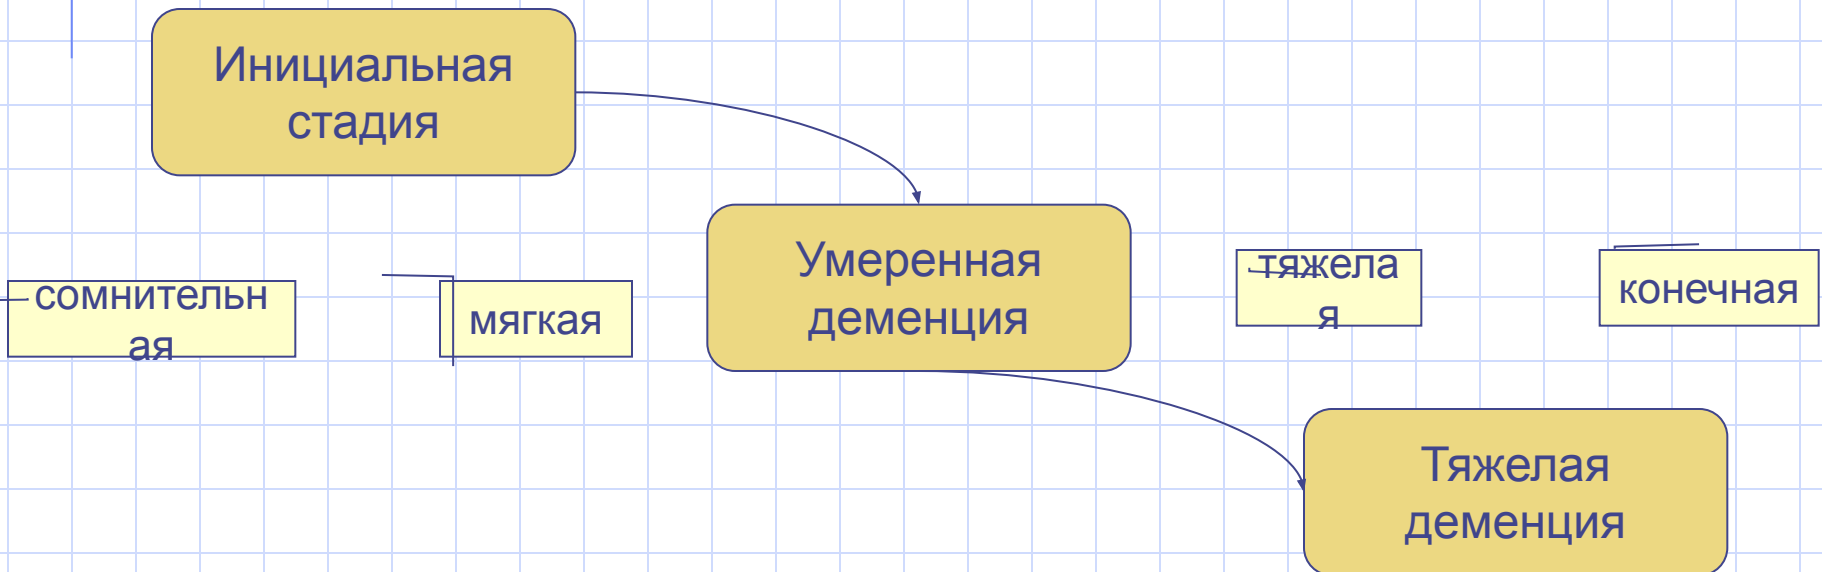 Инициальная
стадия
Умеренная
деменция
сомнительн
ая
мягкая
тяжела
я
конечная
Тяжелая
деменция